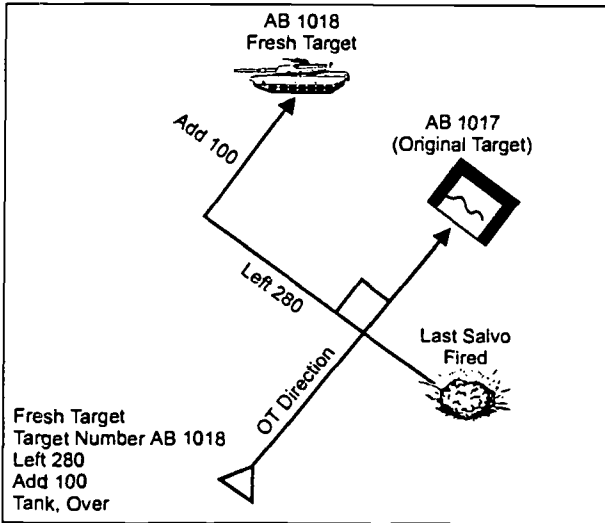 AB 1018
Fresh Target
Add 100
AB 1017
(Original Target)
Left 280
Last Salvo
Fired
OT Direction
Fresh Target
Target Number AB 1018
Left 280
Add 100
Tank, Over